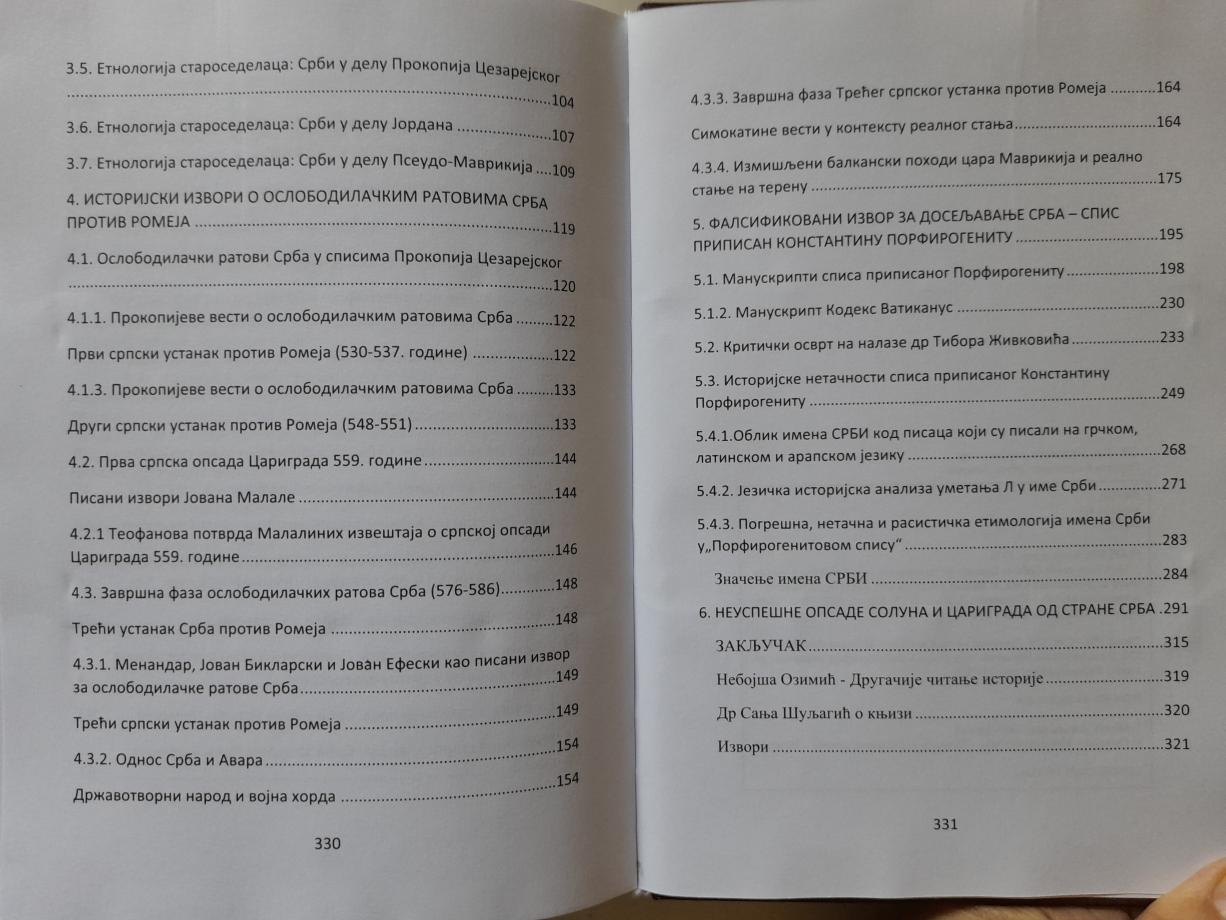 3.5. Етнологија староседелаца: Срби у делу Прокопија Цезарејског
........................................................................................104
3.6. Етнологија староседелаца: Срби у делу Јордана .................107
3.7. Етнологија староседелаца: Срби у делу Псеудо-Маврикија ....109
4. ИСТОРИЈСКИ ИЗВОРИ О ОСЛОБОДИЛАЧКИМ РАТОВИМА СРБА
ПРОТИВ РОМЕЈА ................................................................119
4.1. Ослободилачки ратови Срба у списима Прокопија Цезарејског
........................................................................................120
4.1.1. Прокопијеве вести о ослободилачким ратовима Срба ........122
Први српски устанак против Ромеја (530-537. године) ...............122
4.1.3. Прокопијеве вести о ослободилачким ратовима Срба ........133
Други српски устанак против Ромеја (548-551)..........................133
4.2. Прва српска опсада Цариграда 559. године........................144
Писани извори Јована Малале ................................................144
4.2.1 Теофанова потврда Малалиних извештаја о српској опсади
Цариграда 559. године...........................................................146
4.3. Завршна фаза ослободилачких ратова Срба (576-586)...........148
Трећи устанак Срба против Ромеја ..........................................148
4.3.1. Менандар, Јован Бикларски и Јован Ефески као писани извор
за ослободилачке ратове Срба................................................149
Трећи српски устанак против Ромеја........................................149
4.3.2. Однос Срба и Авара......................................................154
Државотворни народ и војна хорда .........................................154
330
4.3.3. Завршна фаза Трећег српског устанка против Ромеја ..........164
Симокатине вести у контексту реалног стања............................164
4.3.4. Измишљени балкански походи цара Маврикија и реално
стање на терену ...................................................................175
5. ФАЛСИФИКОВАНИ ИЗВОР ЗА ДОСЕЉАВАЊЕ СРБА – СПИС
ПРИПИСАН КОНСТАНТИНУ ПОРФИРОГЕНИТУ..........................195
5.1. Манускрипти списа приписаног Порфирогениту..................198
5.1.2. Манускрипт Кодекс Ватиканус ........................................230
5.2. Критички осврт на налазе др Тибора Живковића.................233
5.3. Историјске нетачности списа приписаног Константину
Порфирогениту ....................................................................249
5.4.1.Облик имена СРБИ код писаца који су писали на грчком,
латинском и арапском језику .................................................268
5.4.2. Језичка историјска анализа уметања Л у име Срби..............271
5.4.3. Погрешна, нетачна и расистичка етимологија имена Срби
у„Порфирогенитовом спису“..................................................283
Значење имена СРБИ............................................................284
6. НЕУСПЕШНЕ ОПСАДЕ СОЛУНА И ЦАРИГРАДА ОД СТРАНЕ СРБА .291
ЗАКЉУЧАК..........................................................................315
Небојша Озимић - Другачије читање историје...........................319
Др Сања Шуљагић о књизи.....................................................320
Извори ...............................................................................321
331